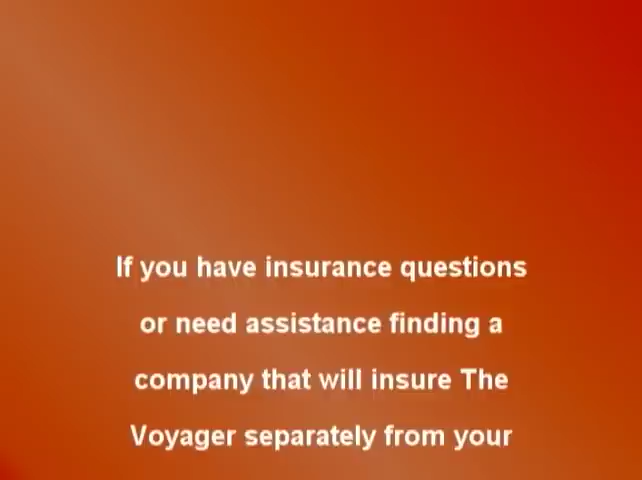 If you have insurance questions
or need assistance finding a
company that will insure The
Voyager separately from your